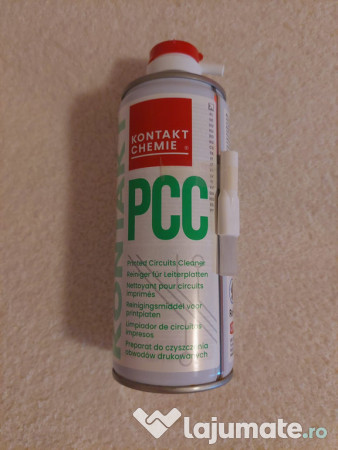 KONTAKT
CHEMIE
KONTAKT
PCC
Printed Circuits Cleaner
Reiniger für Leiterplatten
Nettoyant pour circuits
imprimés
Reinigingsmiddel voor
printplaten
Limpiador de circuitos
impresos
Preparat do czyszczenia
obwodów drukowanych
lajumate.ro